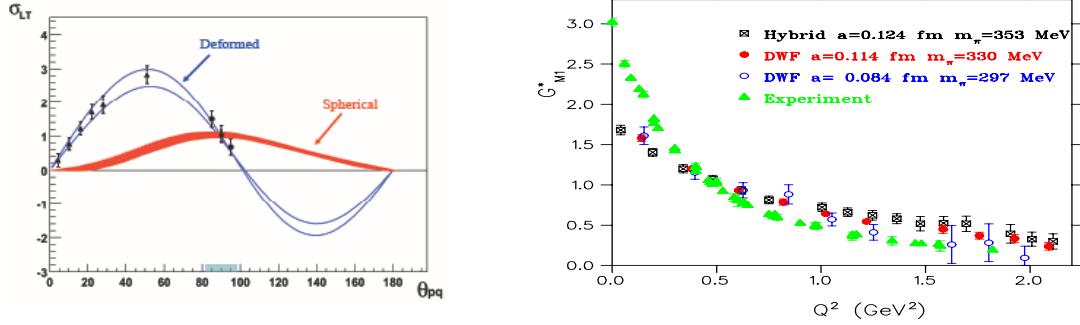 σLT
Deformed
Spherical
4
3
2
1
0
-1
-2
-3
0 20 40 60 80 100 120 140 160 180
θpq
Hybrid a=0.124 fm mπ=353 MeV
DWF a=0.114 fm mπ=330 MeV
DWF a= 0.084 fm mπ=297 MeV
Experiment
G*M1
3.0
2.5
2.0
1.5
1.0
0.5
0.0
0.0 0.5 1.0 1.5 2.0
Q² (GeV²)